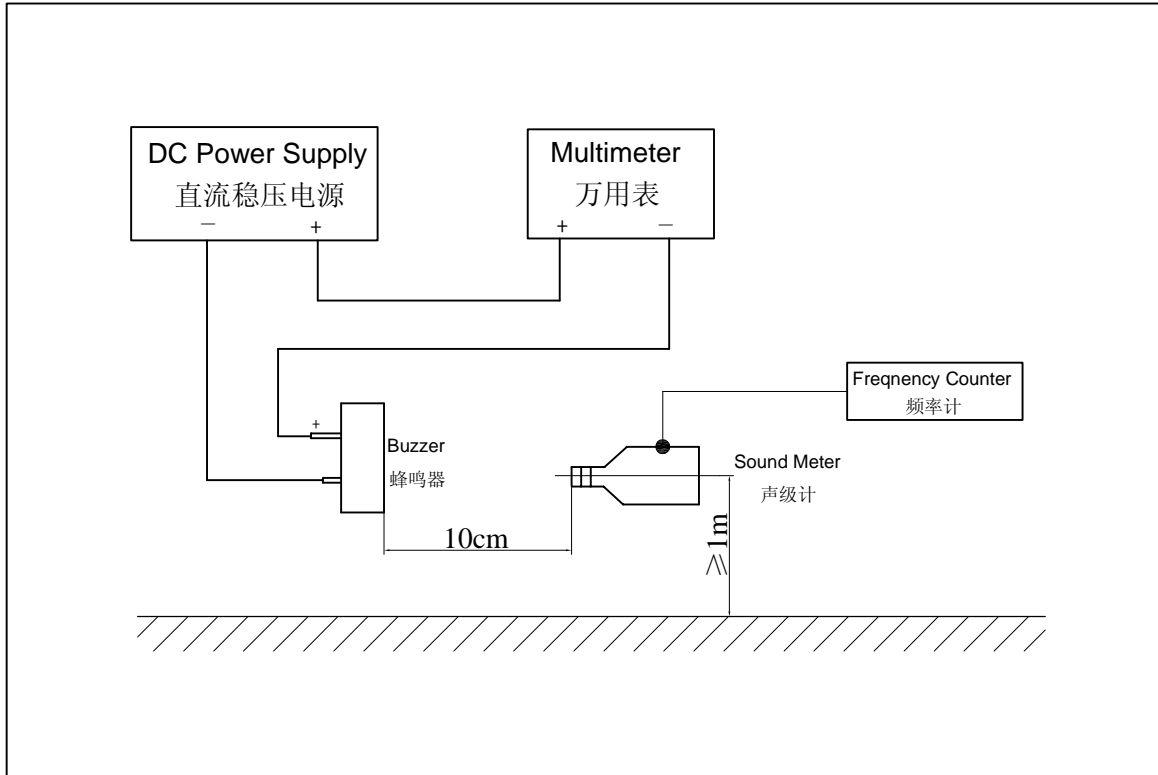 DC Power Supply
直流稳压电源
— +
Multimeter
万用表
+ —
Freqnency Counter
频率计
+
Buzzer
蜂鸣器
Sound Meter
声级计
10cm
≥1m